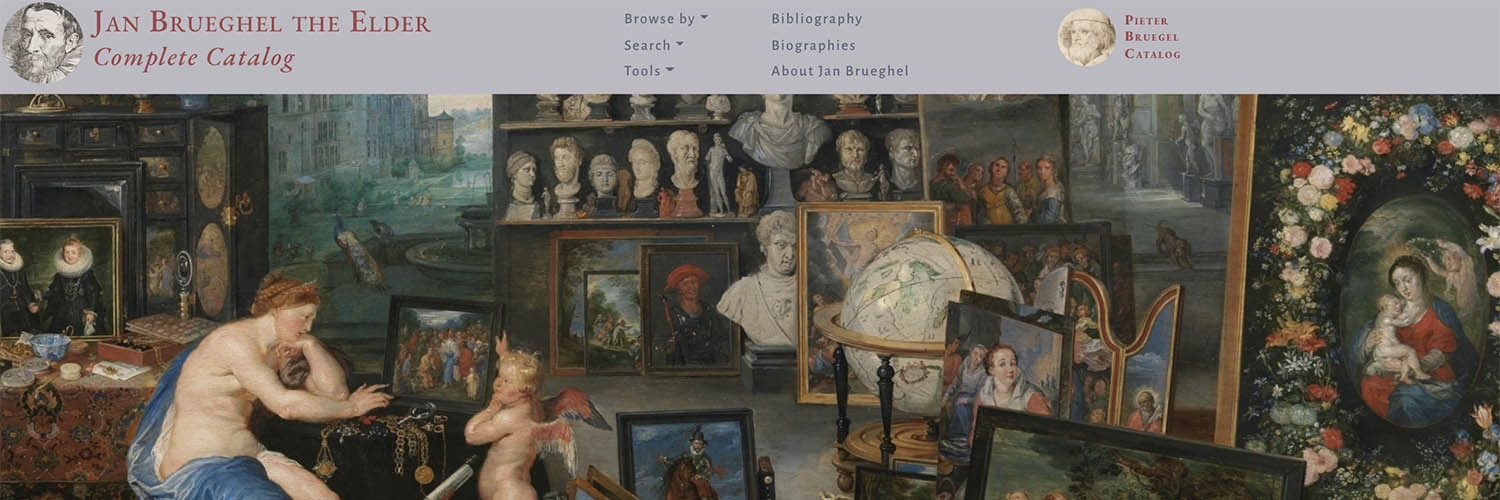 JAN BRUEGHEL THE ELDER
Complete Catalog
Browse by
Search
Tools
Bibliography
Biographies
About Jan Brueghel
PIETER
BRUEGEL
CATALOG